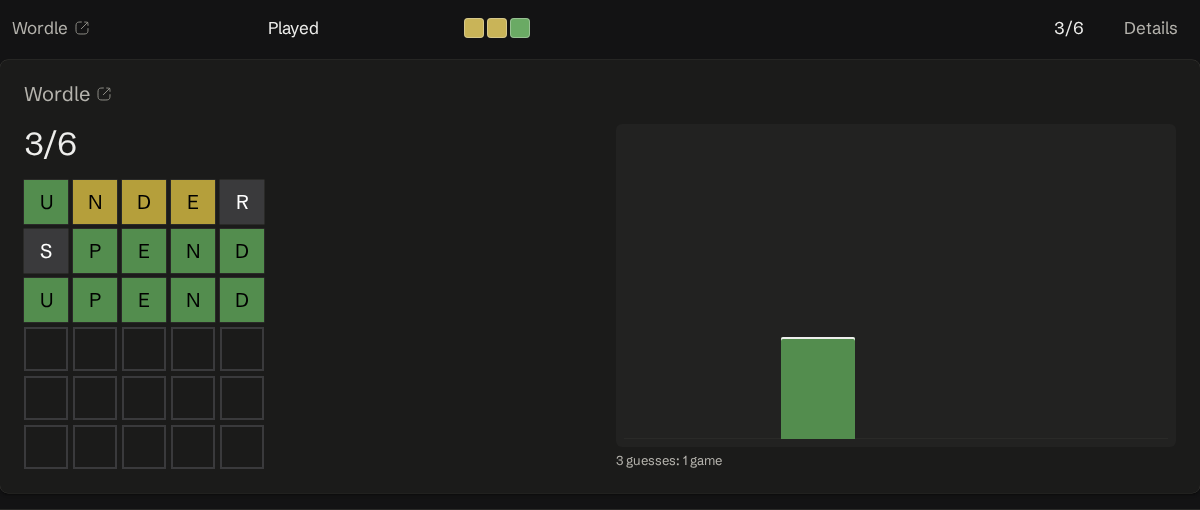 Wordle Played 3/6 Details
Wordle
3/6
U N D E R
S P E N D
U P E N D
3 guesses: 1 game